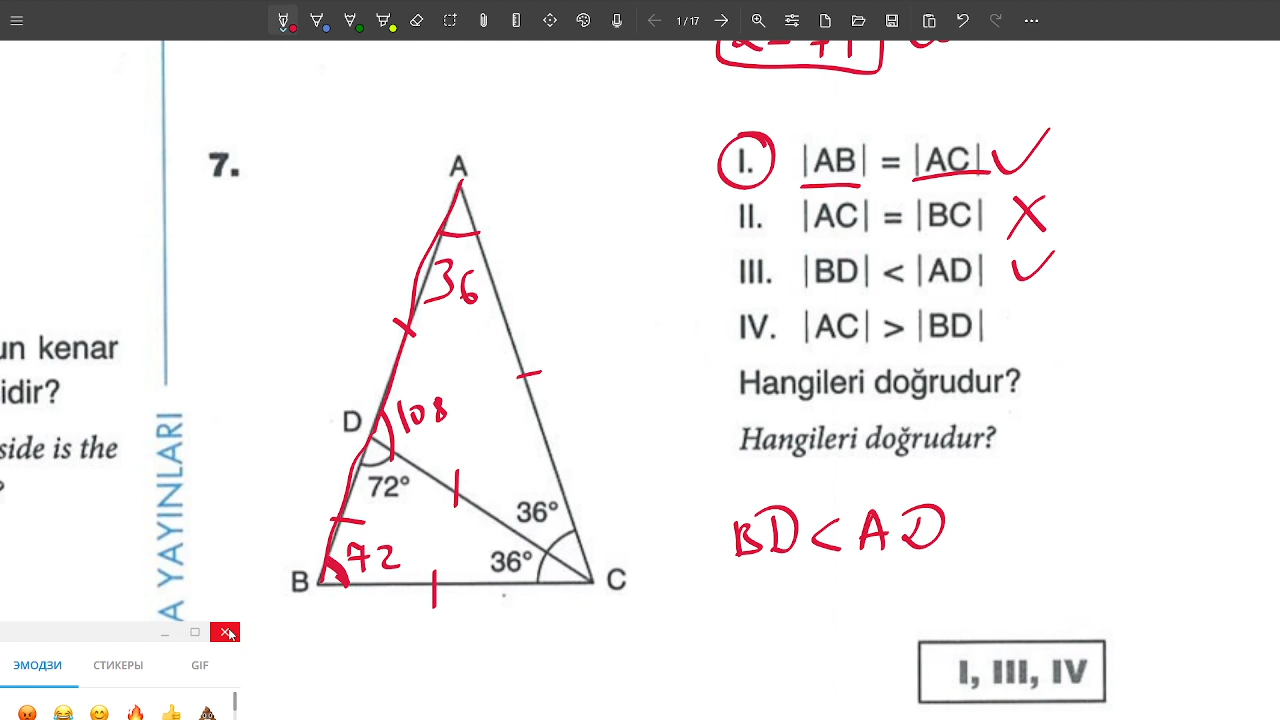 1 / 17
7.
A
36
D
108
72°
36°
36°
B
72
C
I. |AB| = |AC| ✓
II. |AC| = |BC| X
III. |BD| < |AD| ✓
IV. |AC| > |BD|
Hangileri doğrudur?
Hangileri doğrudur?
BD < AD
I, III, IV
un kenar
idir?
side is the
?
A YAYINLARI
ЭМОДЗИ СТИКЕРЫ GIF